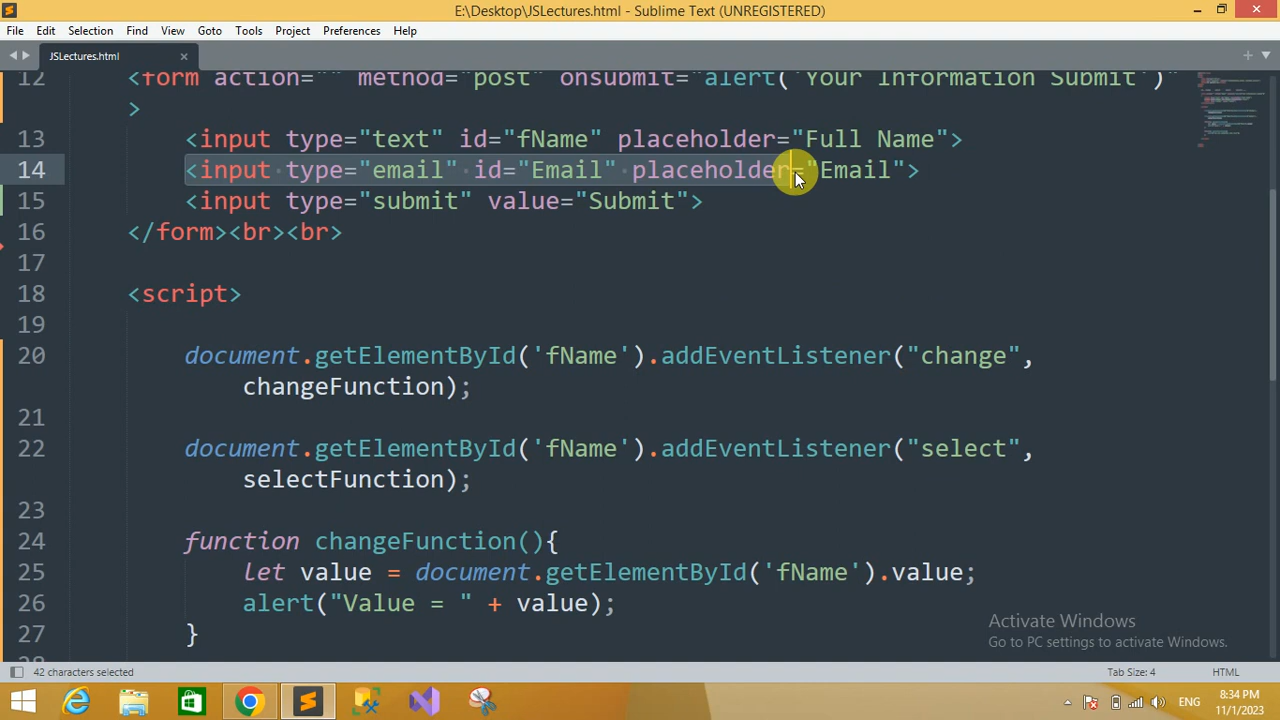 E:\Desktop\JSLectures.html - Sublime Text (UNREGISTERED)
File Edit Selection Find View Goto Tools Project Preferences Help
JSLectures.html
12 <form action="" method="post" onsubmit="alert('Your Information Submit')"
>
13 <input type="text" id="fName" placeholder="Full Name">
14 <input type="email" id="Email" placeholder="Email">
15 <input type="submit" value="Submit">
16 </form><br><br>
17
18 <script>
19
20 document.getElementById('fName').addEventListener("change",
changeFunction);
21
22 document.getElementById('fName').addEventListener("select",
selectFunction);
23
24 function changeFunction(){
25 let value = document.getElementById('fName').value;
26 alert("Value = " + value);
27 }
28
Activate Windows
Go to PC settings to activate Windows.
42 characters selected
Tab Size: 4
HTML
ENG
8:34 PM
11/1/2023